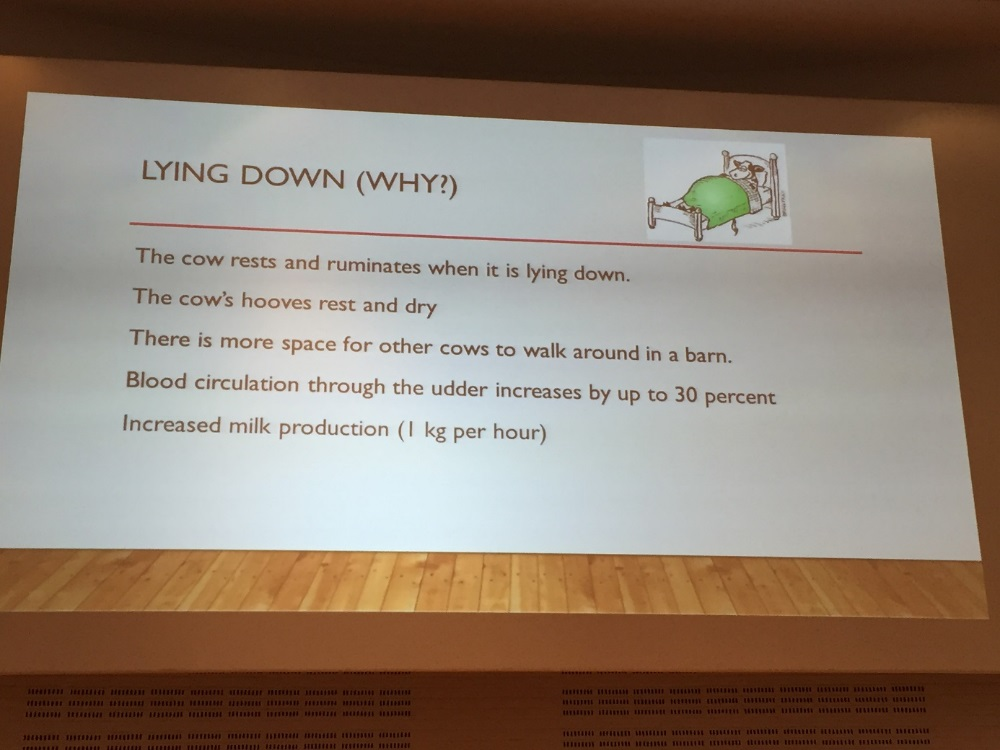 LYING DOWN (WHY?)
The cow rests and ruminates when it is lying down.
The cow's hooves rest and dry
There is more space for other cows to walk around in a barn.
Blood circulation through the udder increases by up to 30 percent
Increased milk production (1 kg per hour)